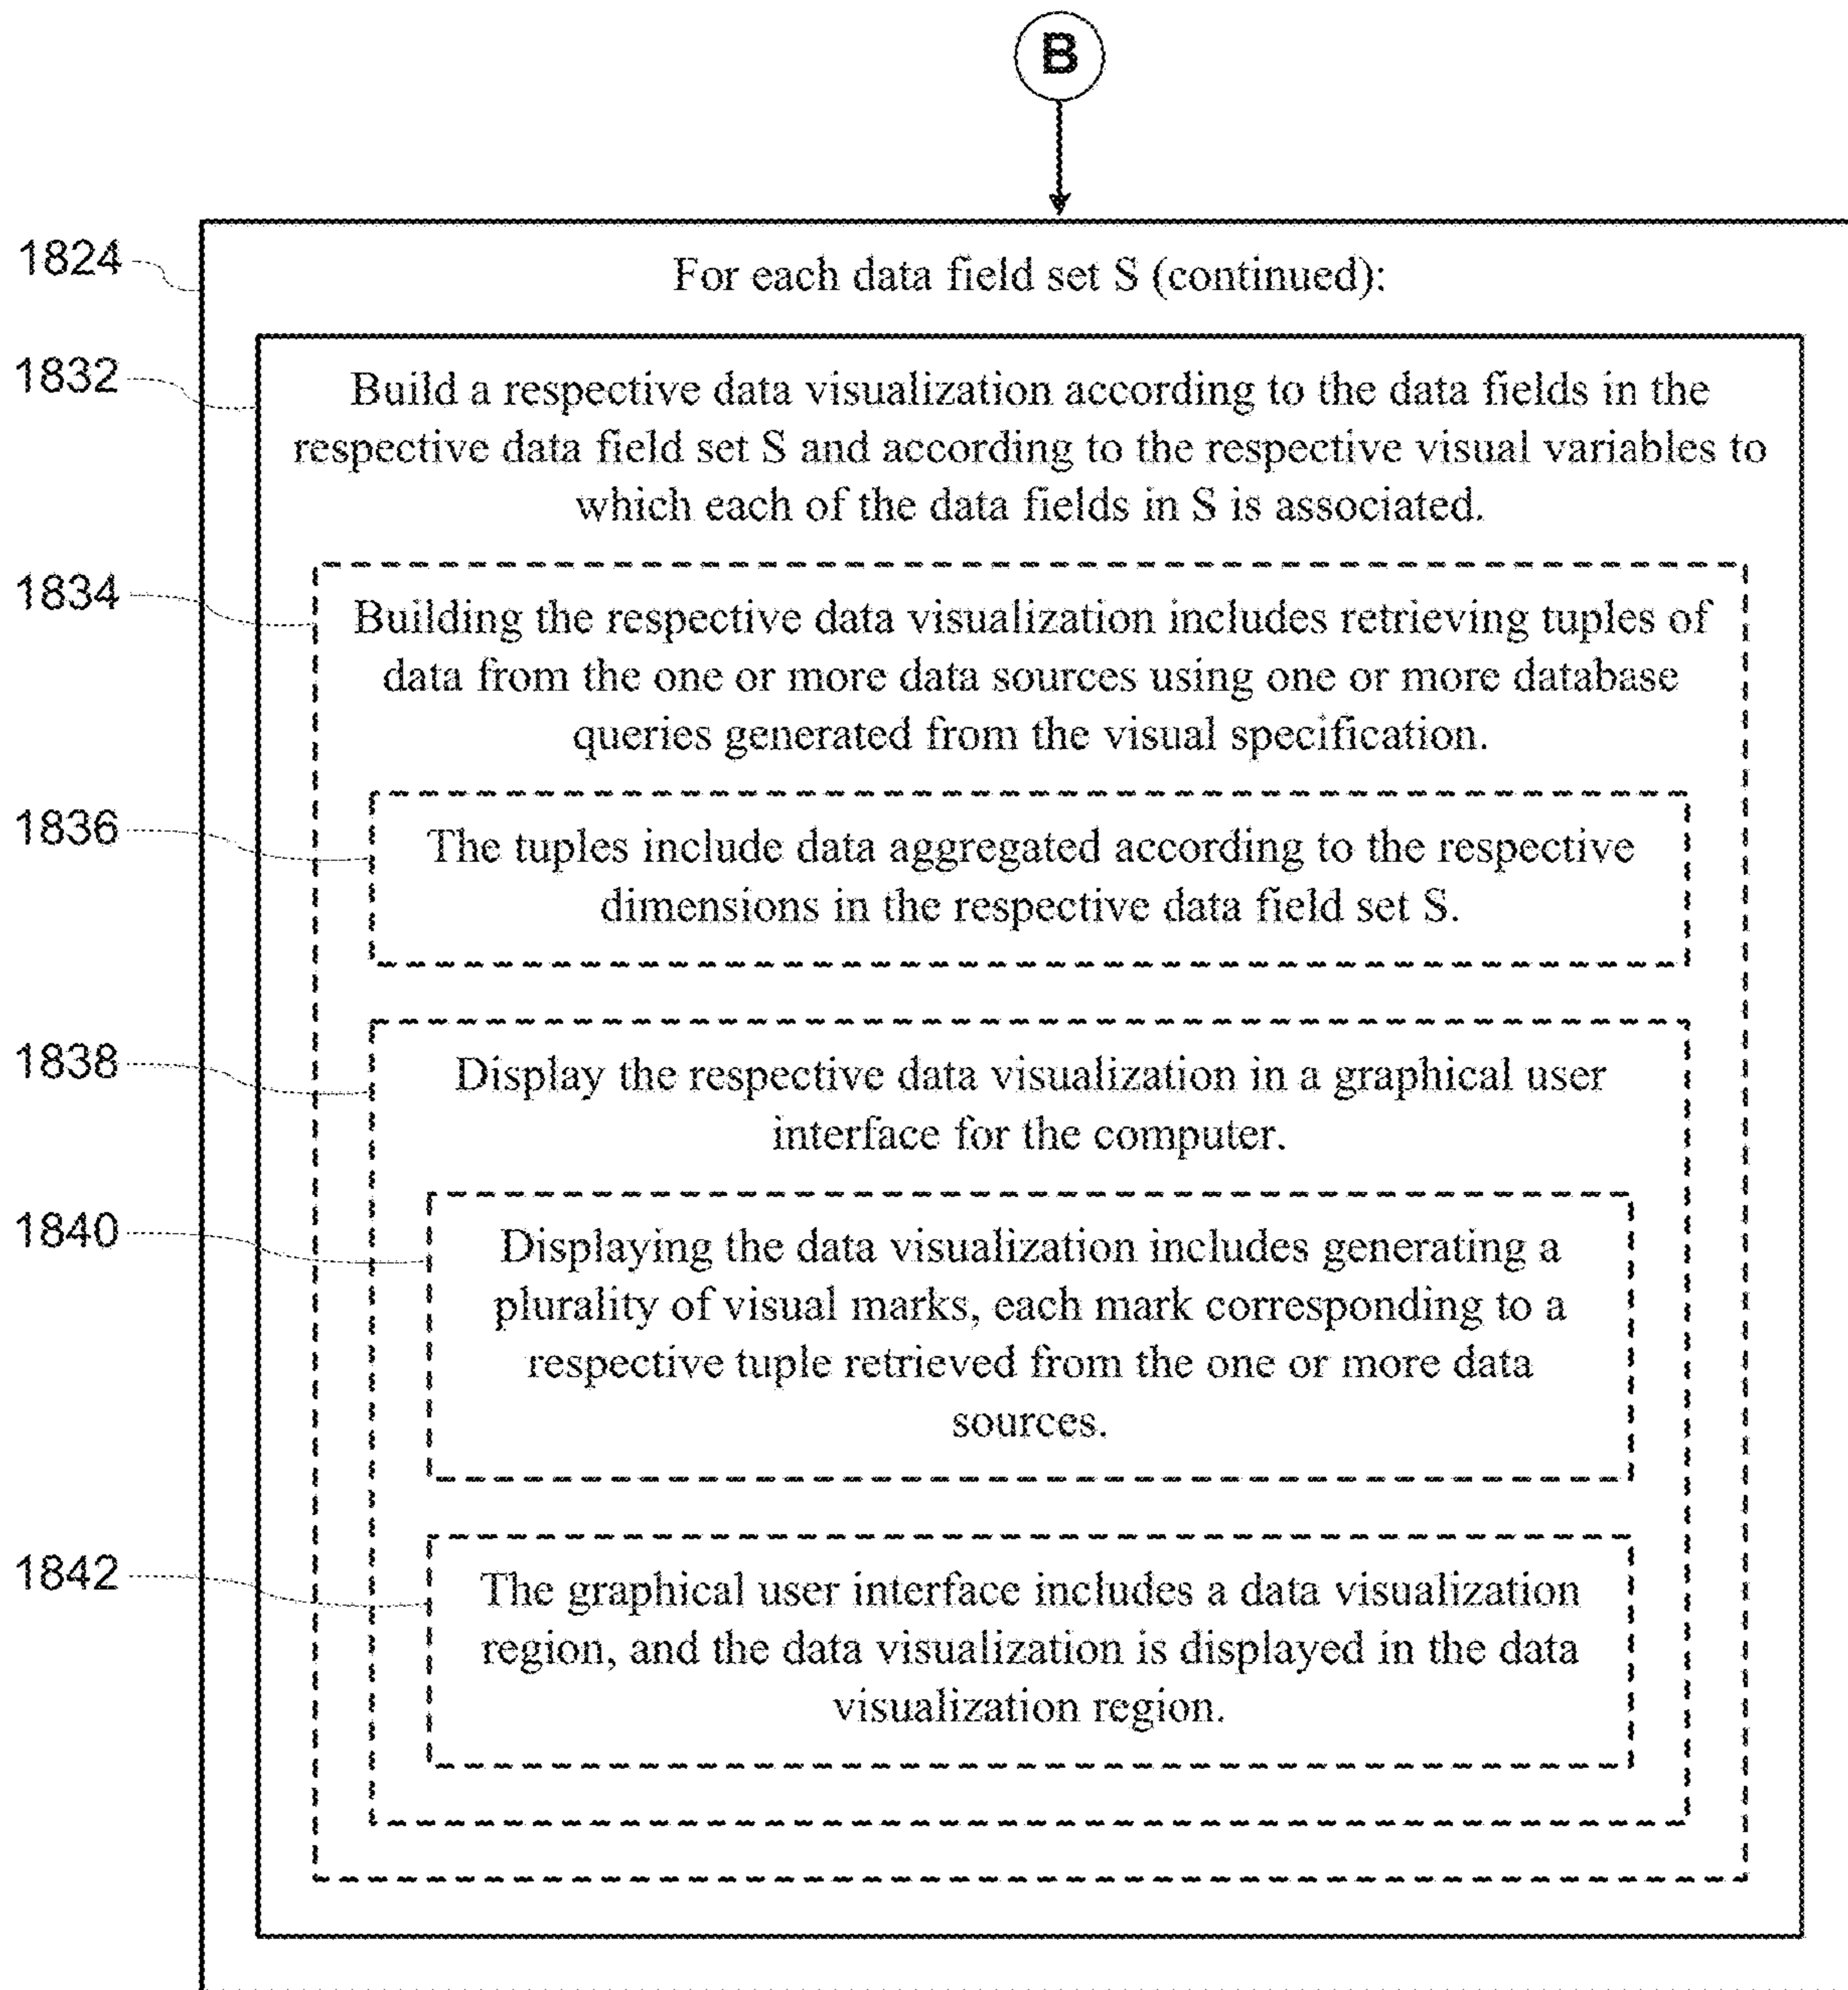 B
1824
For each data field set S (continued):
1832
Build a respective data visualization according to the data fields in the
respective data field set S and according to the respective visual variables to
which each of the data fields in S is associated.
1834
Building the respective data visualization includes retrieving tuples of
data from the one or more data sources using one or more database
queries generated from the visual specification.
1836
The tuples include data aggregated according to the respective
dimensions in the respective data field set S.
1838
Display the respective data visualization in a graphical user
interface for the computer.
1840
Displaying the data visualization includes generating a
plurality of visual marks, each mark corresponding to a
respective tuple retrieved from the one or more data
sources.
1842
The graphical user interface includes a data visualization
region, and the data visualization is displayed in the data
visualization region.